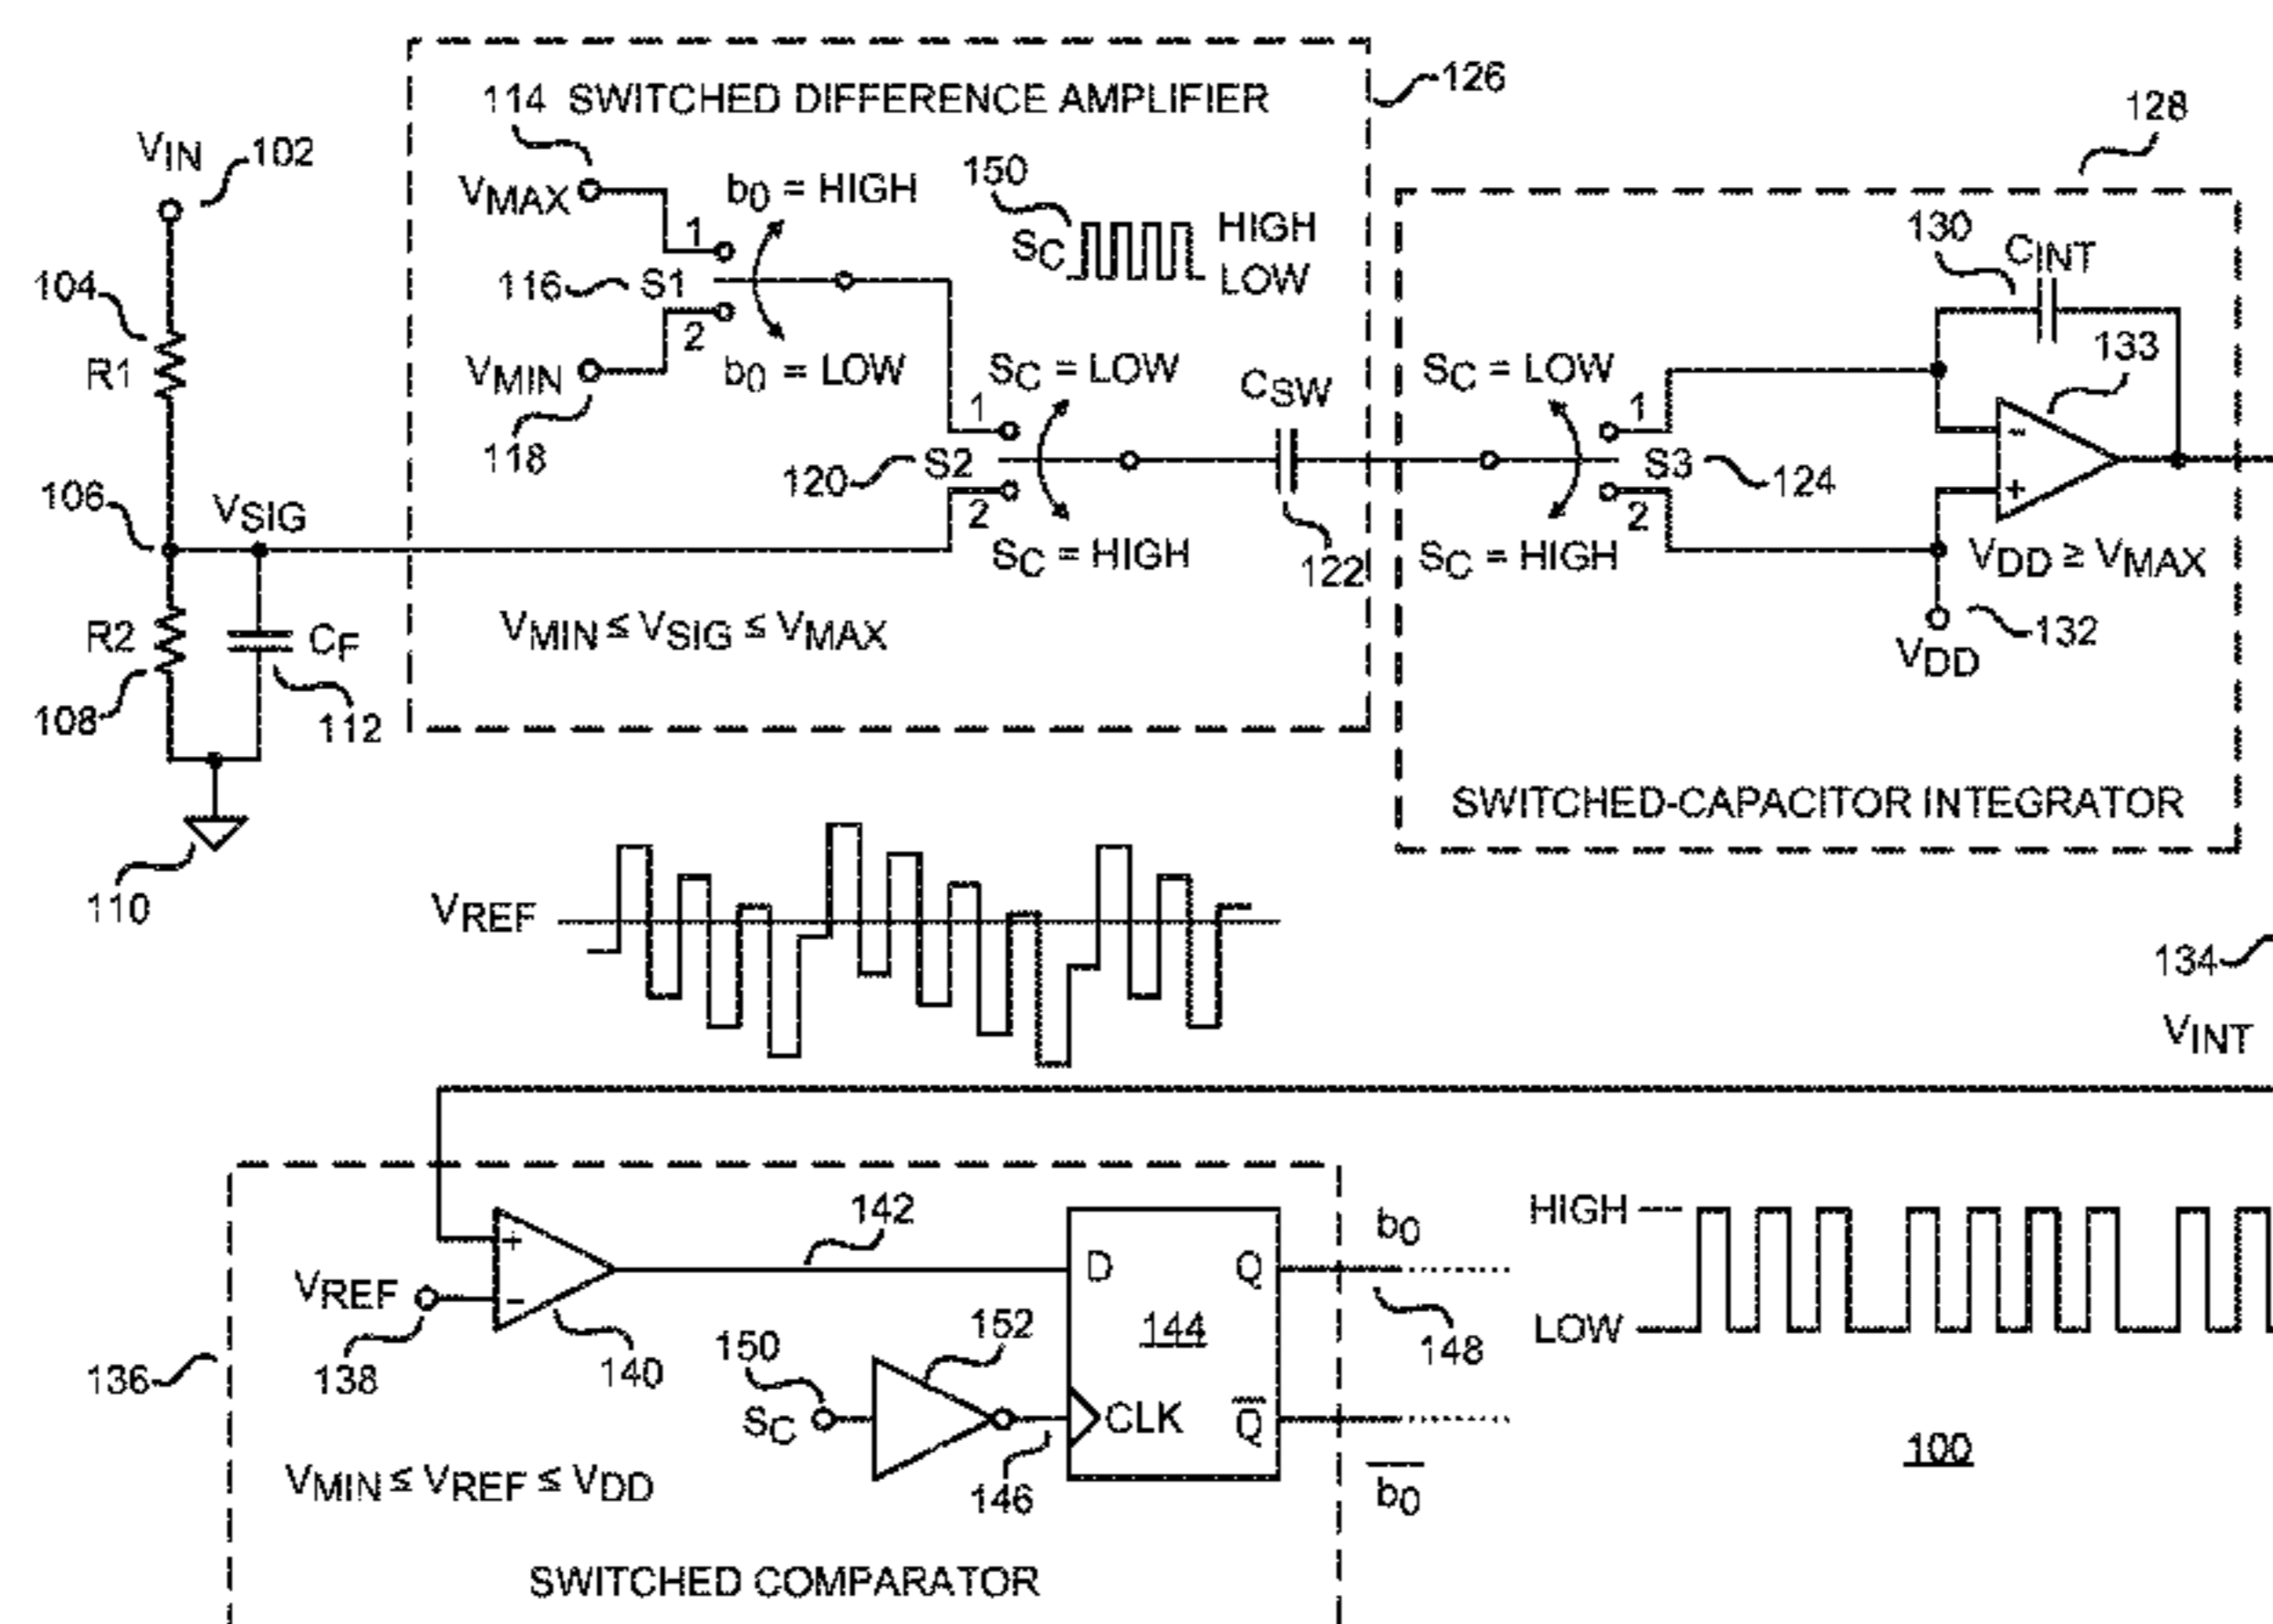 126
114 SWITCHED DIFFERENCE AMPLIFIER
128
VIN 102
150
VMAX
b0 = HIGH
SC
HIGH
LOW
1
116 S1
2
130
CINT
104
R1
VMIN
b0 = LOW
118
SC = LOW
CSW
SC = LOW
133
1
120 S2
2
1
S3 124
2
-
+
106
VSIG
SC = HIGH
122
SC = HIGH
VDD ≥ VMAX
R2
CF
108
112
VMIN ≤ VSIG ≤ VMAX
132
VDD
110
SWITCHED-CAPACITOR INTEGRATOR
VREF
134
VINT
142
+
VREF
-
138
140
D
Q
144
b0
148
HIGH
LOW
136
150
SC
152
CLK
Q
146
b0
100
VMIN ≤ VREF ≤ VDD
SWITCHED COMPARATOR